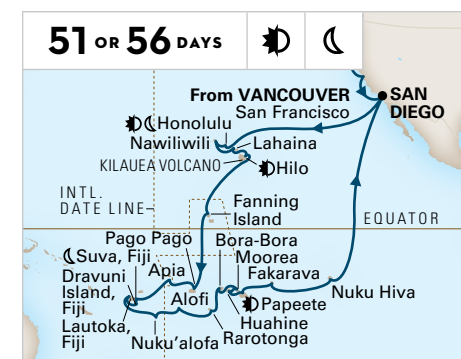 51 OR 56 DAYS
From VANCOUVER
San Francisco
SAN
DIEGO
Honolulu
Nawiliwili
Lahaina
KILAUEA VOLCANO
Hilo
INTL.
DATE LINE
Fanning
Island
EQUATOR
Pago Pago
Bora-Bora
Moorea
Suva, Fiji
Apia
Fakarava
Dravuni
Island,
Fiji
Alofi
Nuku Hiva
Papeete
Lautoka,
Fiji
Huahine
Nuku'alofa
Rarotonga